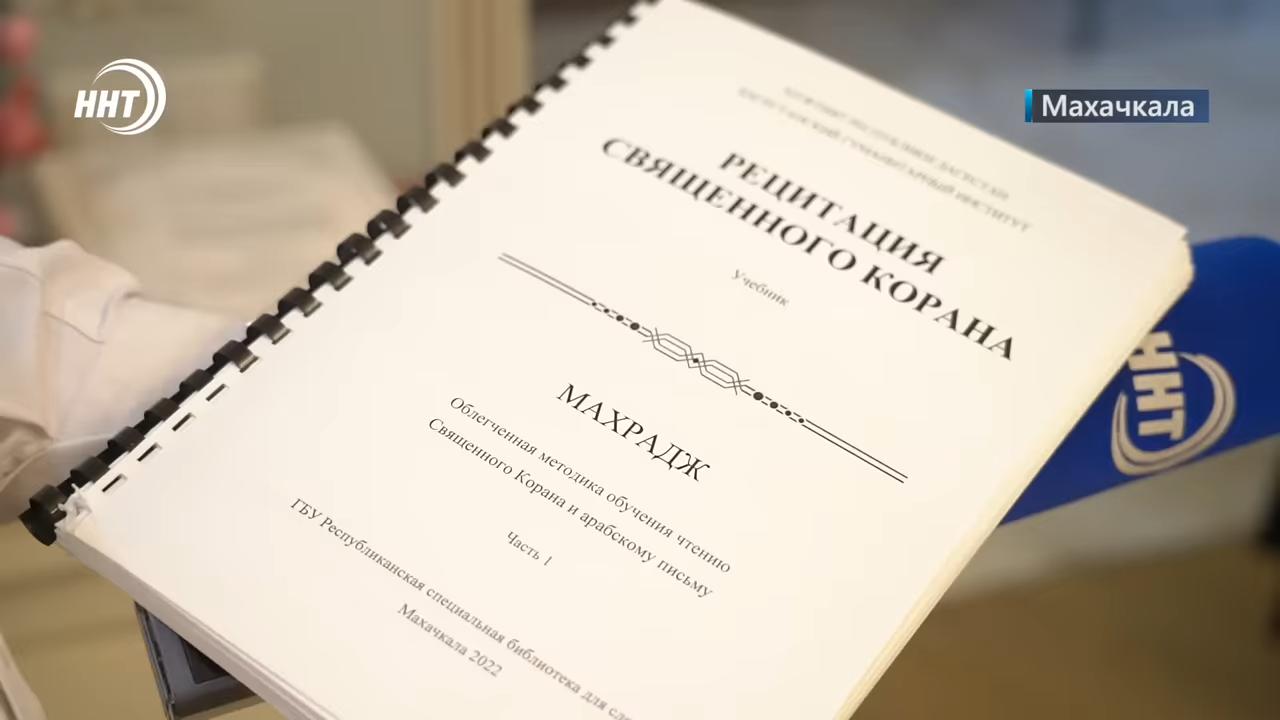 ННТ
Махачкала
РЕЦИТАЦИЯ
СВЯЩЕННОГО КОРАНА
Учебник
МАХРАДЖ
Облегченная методика обучения чтению
Священного Корана и арабскому письму
Часть 1
ГБУ Республиканская специальная библиотека для
Махачкала 2022
ННТ